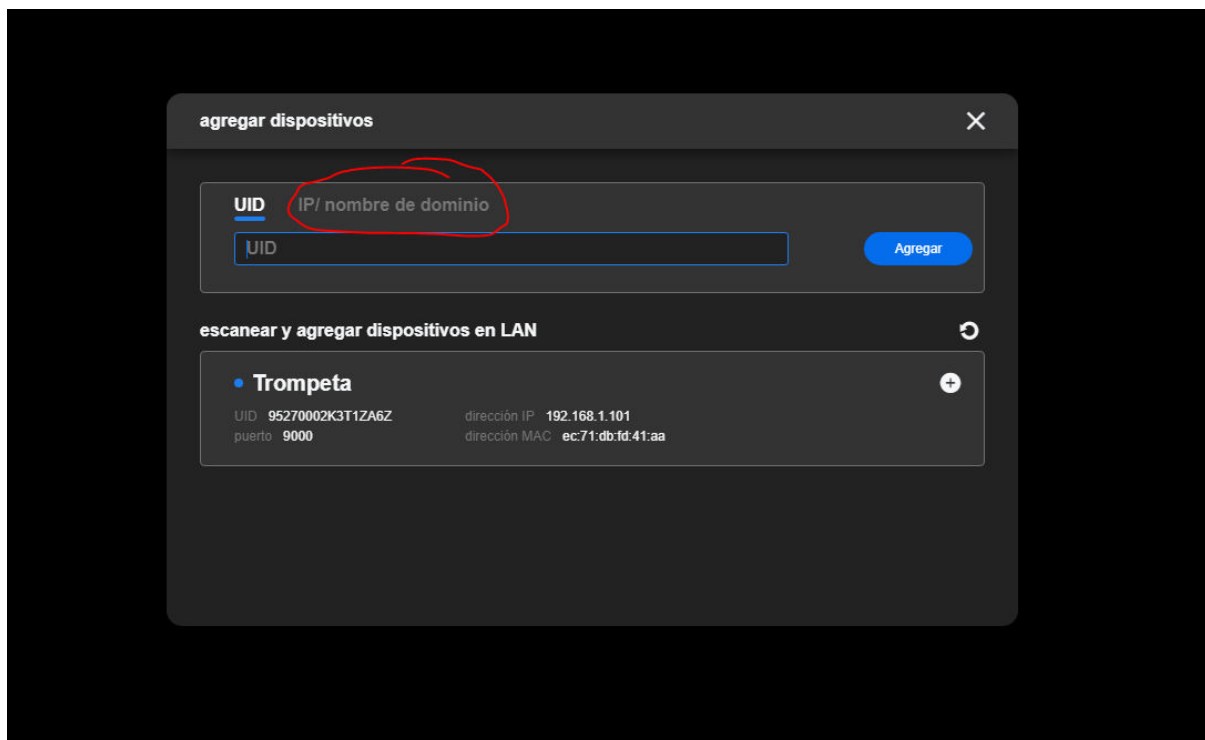 agregar dispositivos
UID IP/ nombre de dominio
UID
Agregar
escanear y agregar dispositivos en LAN
Trompeta
UID 95270002K3T1ZA6Z dirección IP 192.168.1.101
puerto 9000 dirección MAC ec:71:db:fd:41:aa